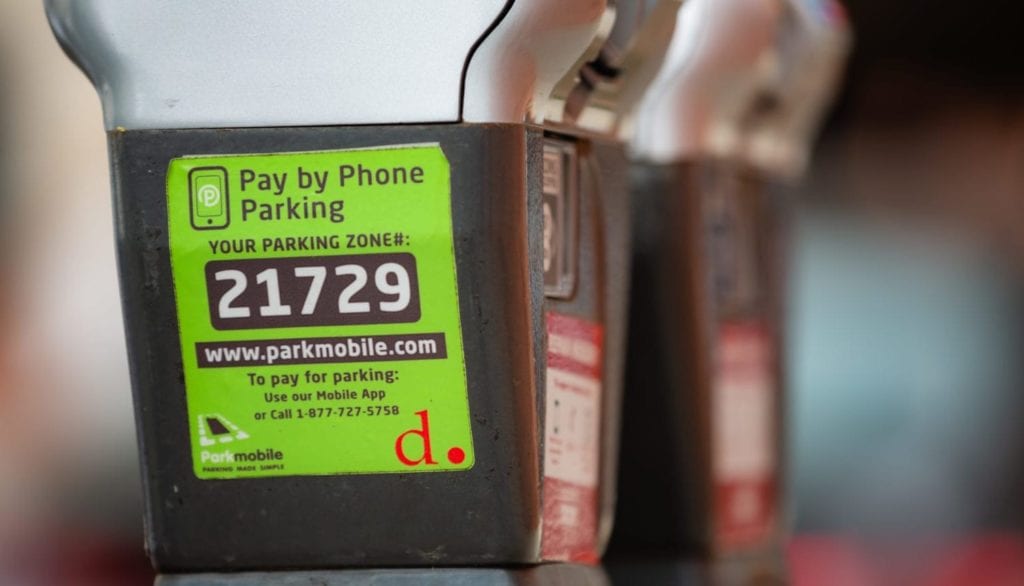 Pay by Phone
Parking
YOUR PARKING ZONE#:
21729
www.parkmobile.com
To pay for parking:
Use our Mobile App
or Call 1-877-727-5758
Parkmobile
PARKING MADE SIMPLE
d.